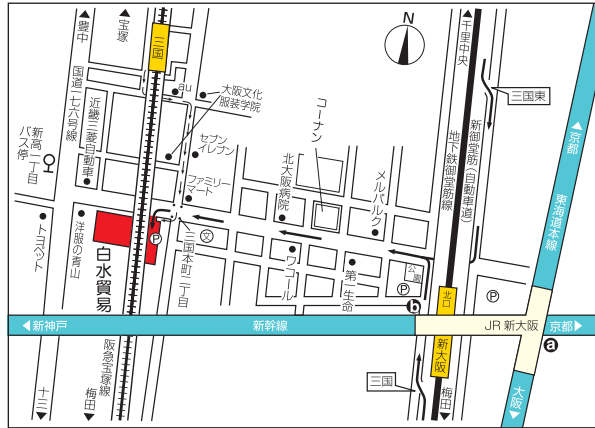 豊中
宝塚
三国
N
千里中央
三国東
国道一七六号線
近畿三菱自動車
新高一丁目
バス停
au
大阪文化
服装学院
セブン
イレブン
ファミリー
マート
コーナン
北大阪病院
メルパルク
地下鉄御堂筋線
新御堂筋(自動車道)
京都
東海道本線
トヨペット
洋服の青山
白水貿易
P
三国本町一丁目
文
ワコール
第一生命
公園
P
北口
P
b
新神戸
新幹線
JR 新大阪
京都
a
十三
梅田
阪急宝塚線
三国
新大阪
梅田
大阪